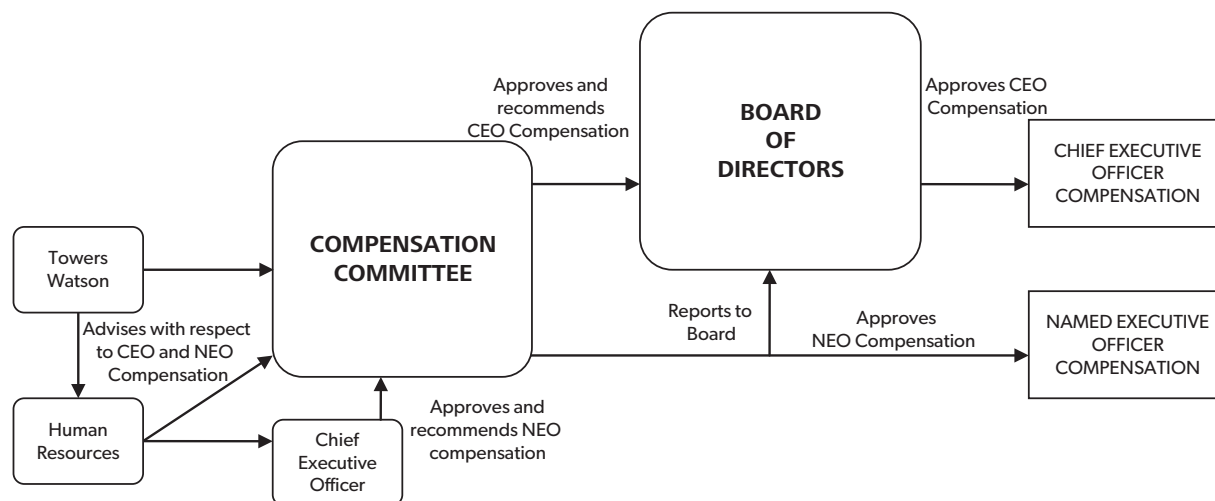 Approves and
recommends
CEO Compensation
BOARD
OF
DIRECTORS
Approves CEO
Compensation
CHIEF EXECUTIVE
OFFICER
COMPENSATION
COMPENSATION
COMMITTEE
Towers
Watson
Advises with respect
to CEO and NEO
Compensation
Reports to
Board
Approves
NEO Compensation
NAMED EXECUTIVE
OFFICER
COMPENSATION
Human
Resources
Chief
Executive
Officer
Approves and
recommends NEO
compensation